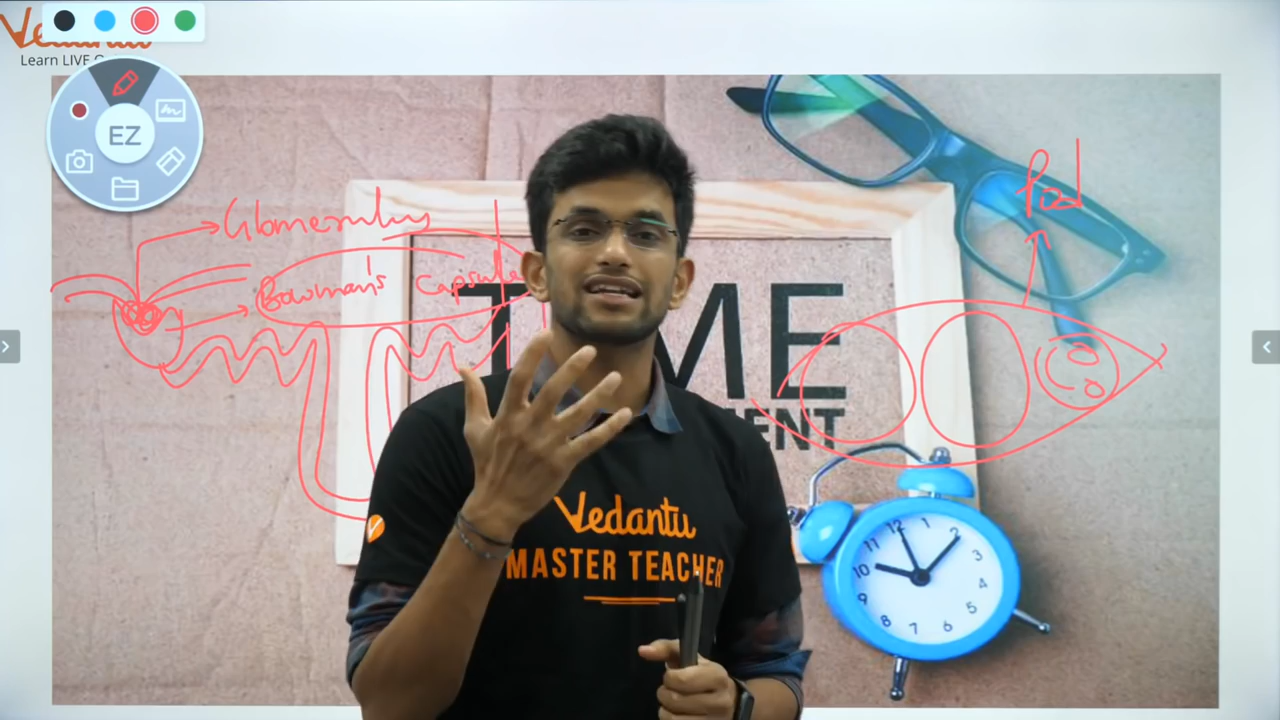 Vedantu
Learn LIVE O
EZ
Glomerulus
Bowman's Capsule
Pod
TIME
MENT
12
1
2
3
4
5
6
7
8
9
10
11
Vedantu
MASTER TEACHER